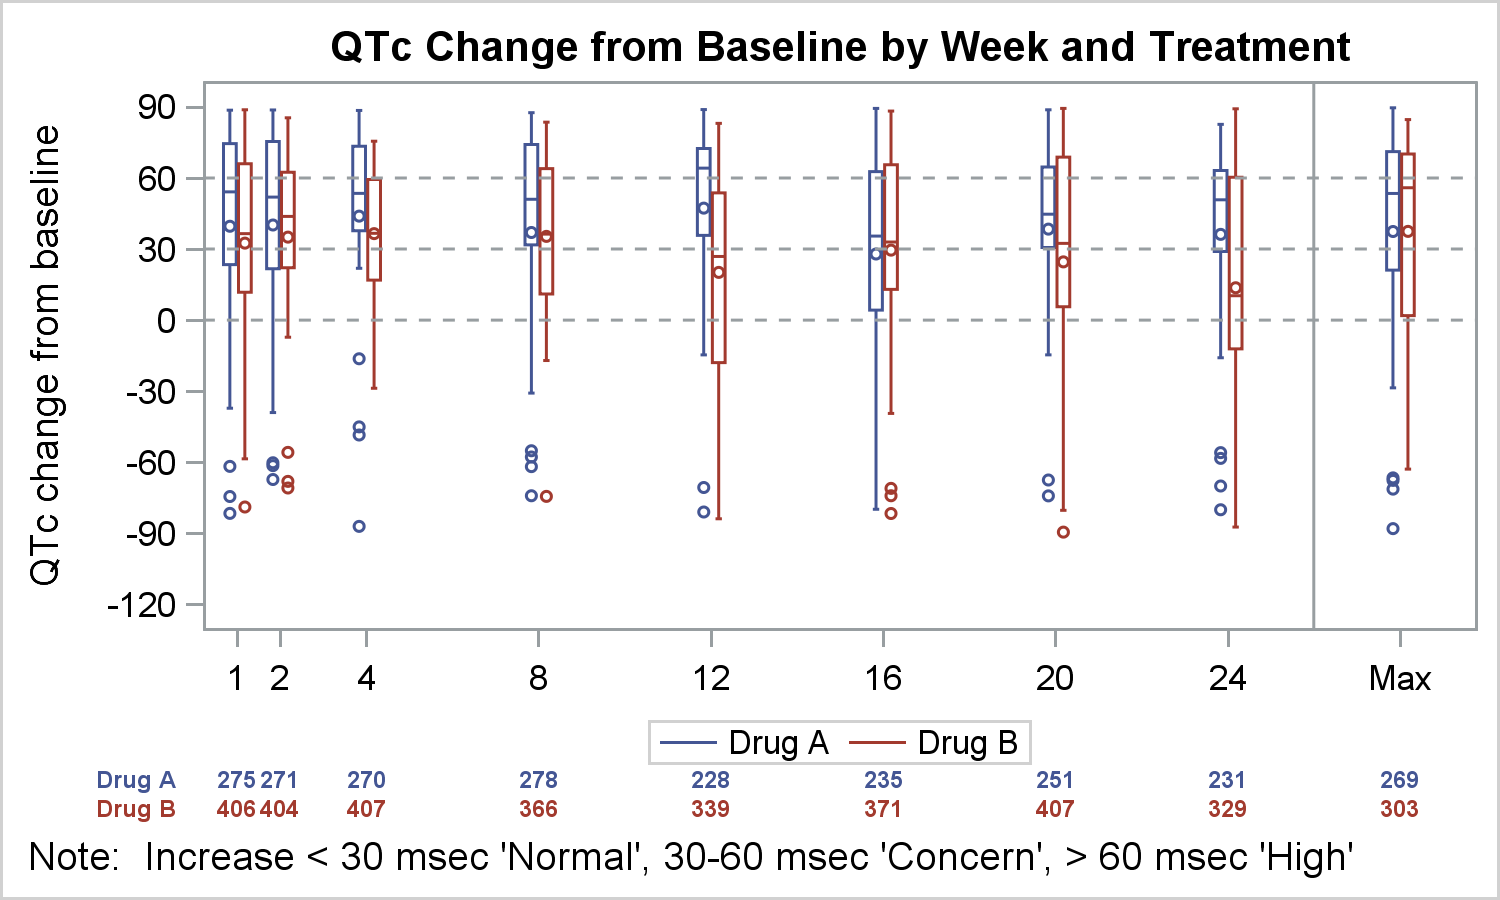 QTc Change from Baseline by Week and Treatment
QTc change from baseline
90
60
30
0
-30
-60
-90
-120
1 2 4 8 12 16 20 24 Max
Drug A Drug B
Drug A 275 271 270 278 228 235 251 231 269
Drug B 406 404 407 366 339 371 407 329 303
Note: Increase < 30 msec 'Normal', 30-60 msec 'Concern', > 60 msec 'High'